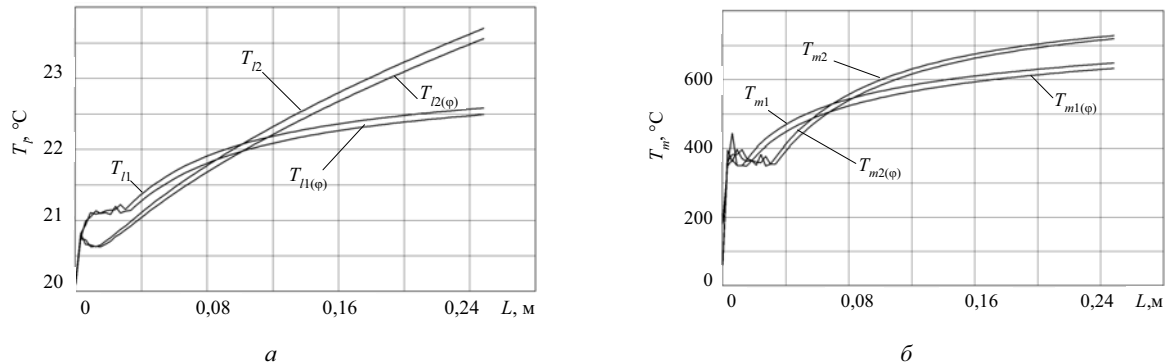 T_l, °C
23
22
21
20
T_l2
T_l2(φ)
T_l1
T_l1(φ)
0 0,08 0,16 0,24 L, м
а
T_m, °C
600
400
200
0
T_m2
T_m1
T_m1(φ)
T_m2(φ)
0 0,08 0,16 0,24 L, м
б